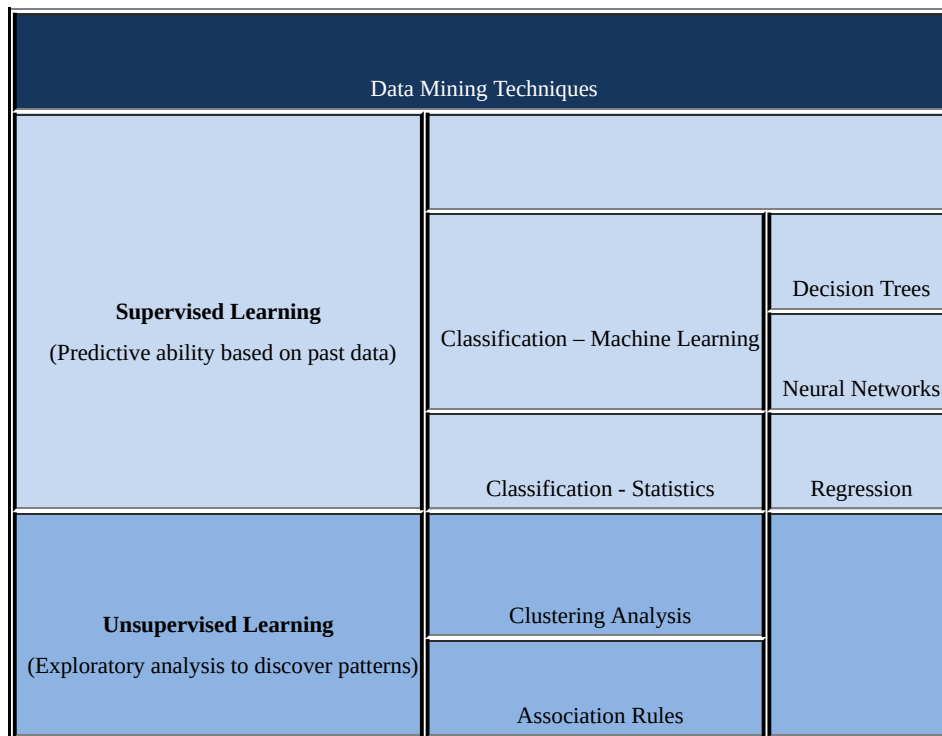 Data Mining Techniques
Supervised Learning
(Predictive ability based on past data)
Classification – Machine Learning
Decision Trees
Neural Networks
Classification - Statistics
Regression
Unsupervised Learning
(Exploratory analysis to discover patterns)
Clustering Analysis
Association Rules